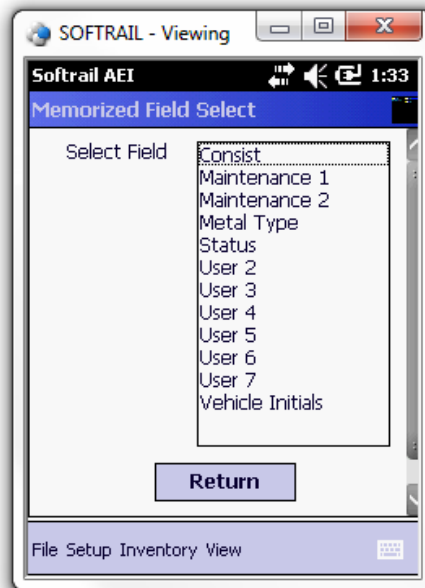 SOFTRAIL - Viewing
Softrail AEI 1:33
Memorized Field Select
Select Field
Consist
Maintenance 1
Maintenance 2
Metal Type
Status
User 2
User 3
User 4
User 5
User 6
User 7
Vehicle Initials
Return
File Setup Inventory View